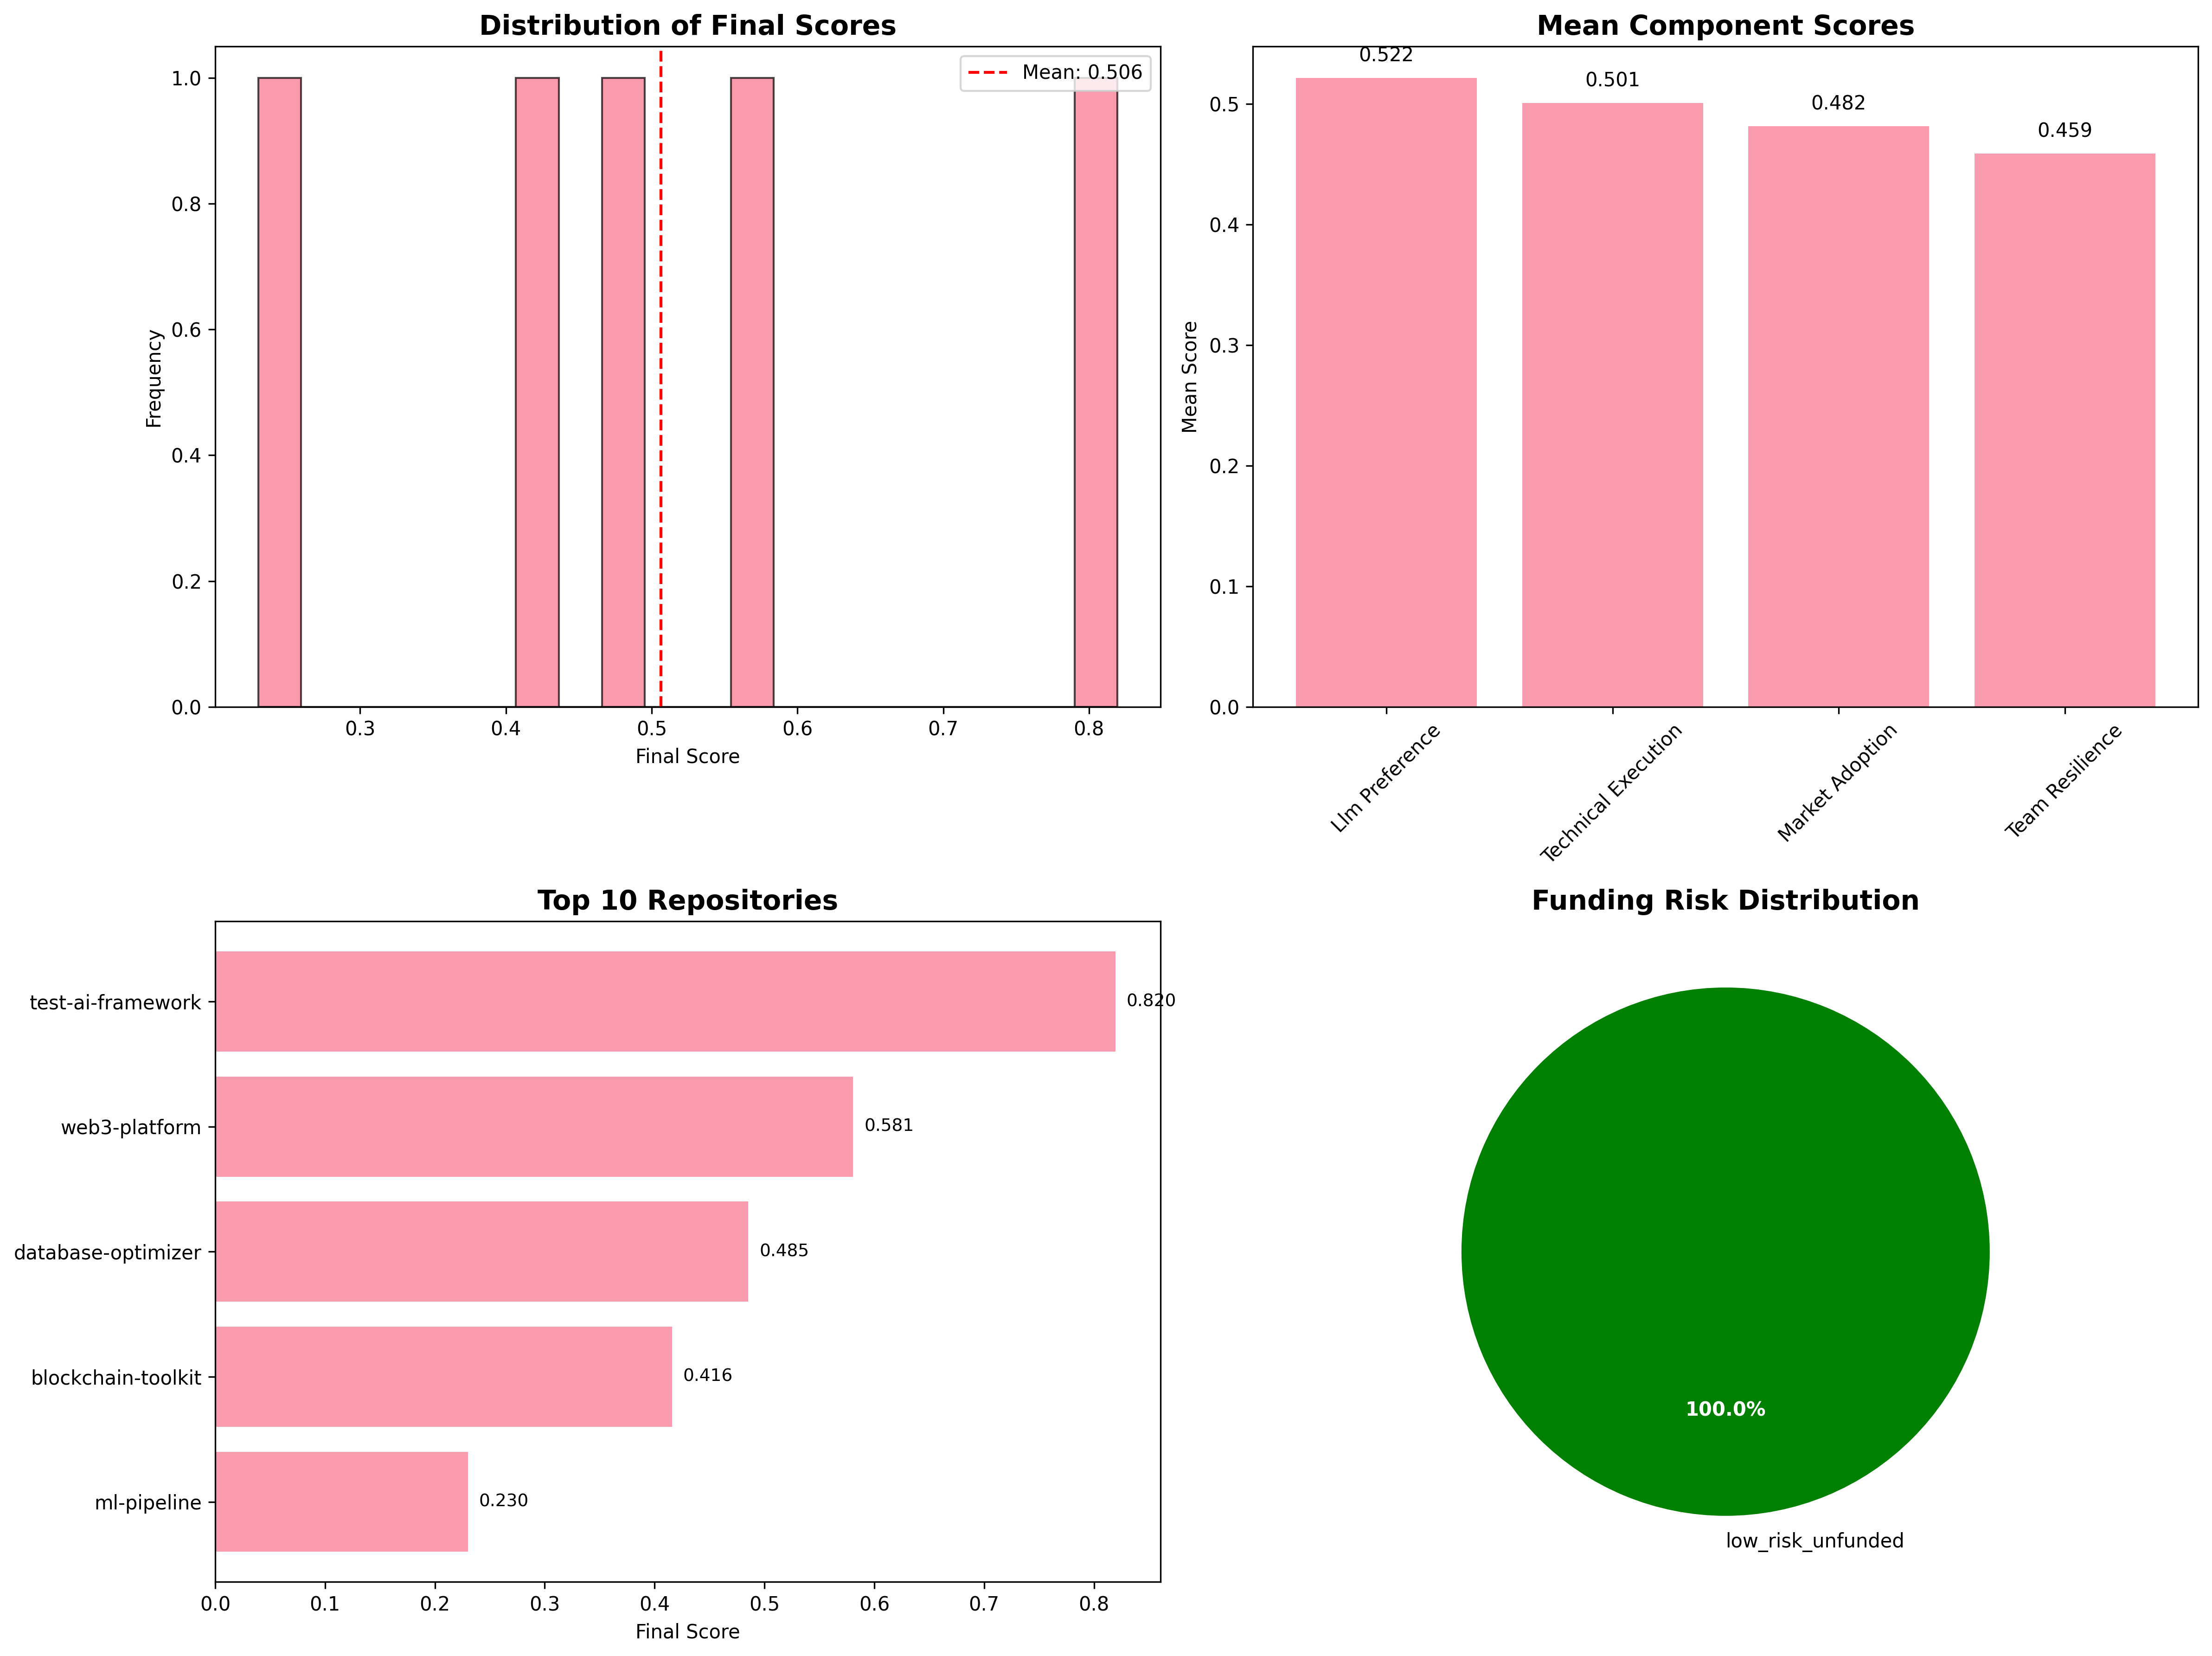 Distribution of Final Scores
Mean: 0.506
Frequency
1.0
0.8
0.6
0.4
0.2
0.0
0.3 0.4 0.5 0.6 0.7 0.8
Final Score
Mean Component Scores
Mean Score
0.5
0.4
0.3
0.2
0.1
0.0
0.522
0.501
0.482
0.459
Llm Preference
Technical Execution
Market Adoption
Team Resilience
Top 10 Repositories
test-ai-framework 0.820
web3-platform 0.581
database-optimizer 0.485
blockchain-toolkit 0.416
ml-pipeline 0.230
0.0 0.1 0.2 0.3 0.4 0.5 0.6 0.7 0.8
Final Score
Funding Risk Distribution
100.0%
low_risk_unfunded